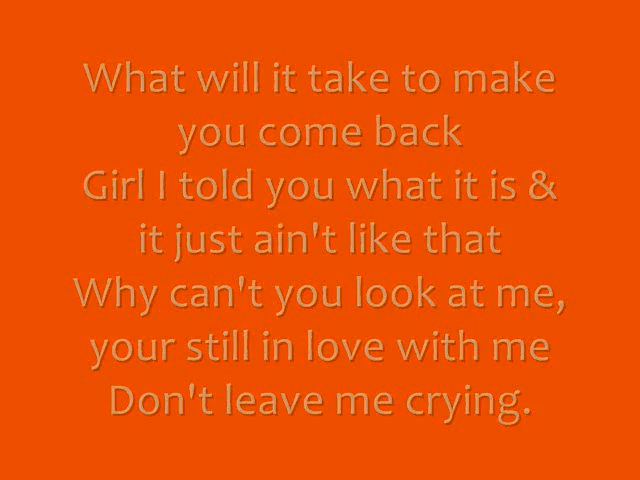 What will it take to make
you come back
Girl I told you what it is &
it just ain't like that
Why can't you look at me,
your still in love with me
Don't leave me crying.